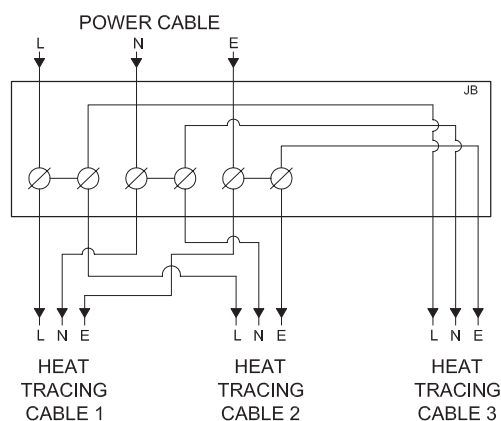 POWER CABLE
L N E
JB
L N E L N E L N E
HEAT HEAT HEAT
TRACING TRACING TRACING
CABLE 1 CABLE 2 CABLE 3